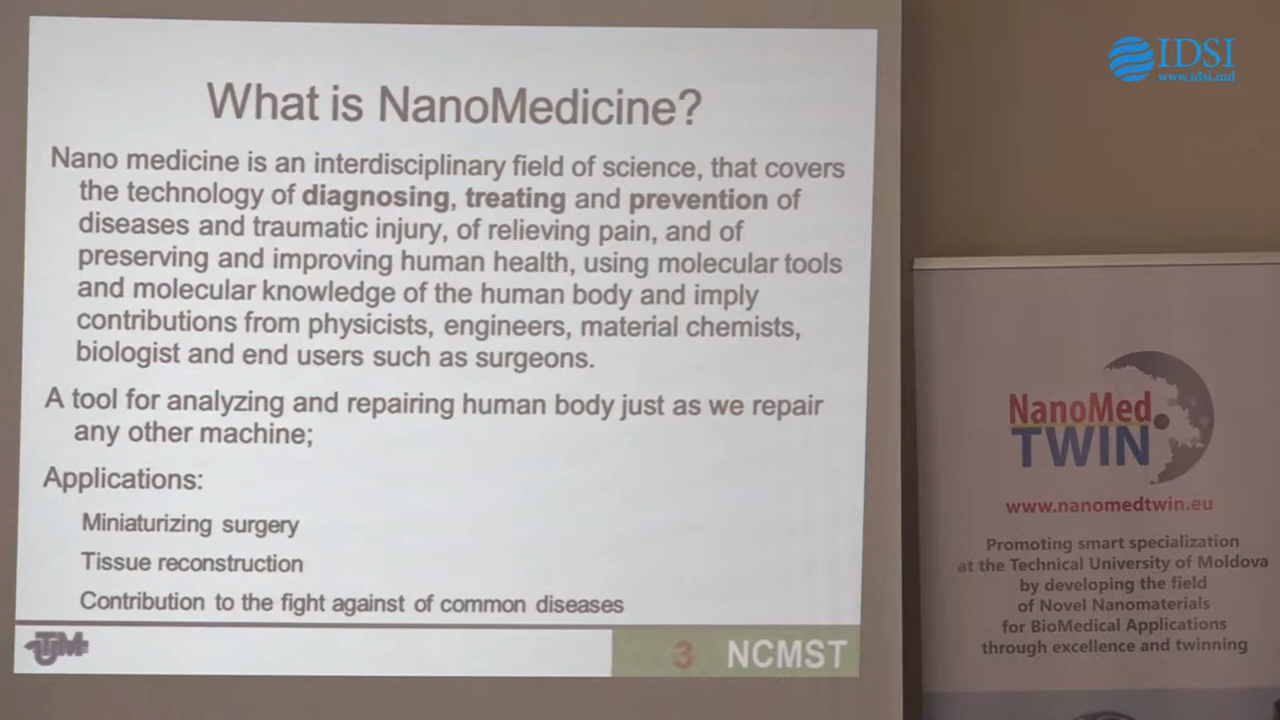 IDSI
www.idsi.md
What is NanoMedicine?
Nano medicine is an interdisciplinary field of science, that covers
the technology of diagnosing, treating and prevention of
diseases and traumatic injury, of relieving pain, and of
preserving and improving human health, using molecular tools
and molecular knowledge of the human body and imply
contributions from physicists, engineers, material chemists,
biologist and end users such as surgeons.
A tool for analyzing and repairing human body just as we repair
any other machine;
Applications:
Miniaturizing surgery
Tissue reconstruction
Contribution to the fight against of common diseases
UTM
3 NCMST
NanoMed
TWIN
www.nanomedtwin.eu
Promoting smart specialization
at the Technical University of Moldova
by developing the field
of Novel Nanomaterials
for BioMedical Applications
through excellence and twinning